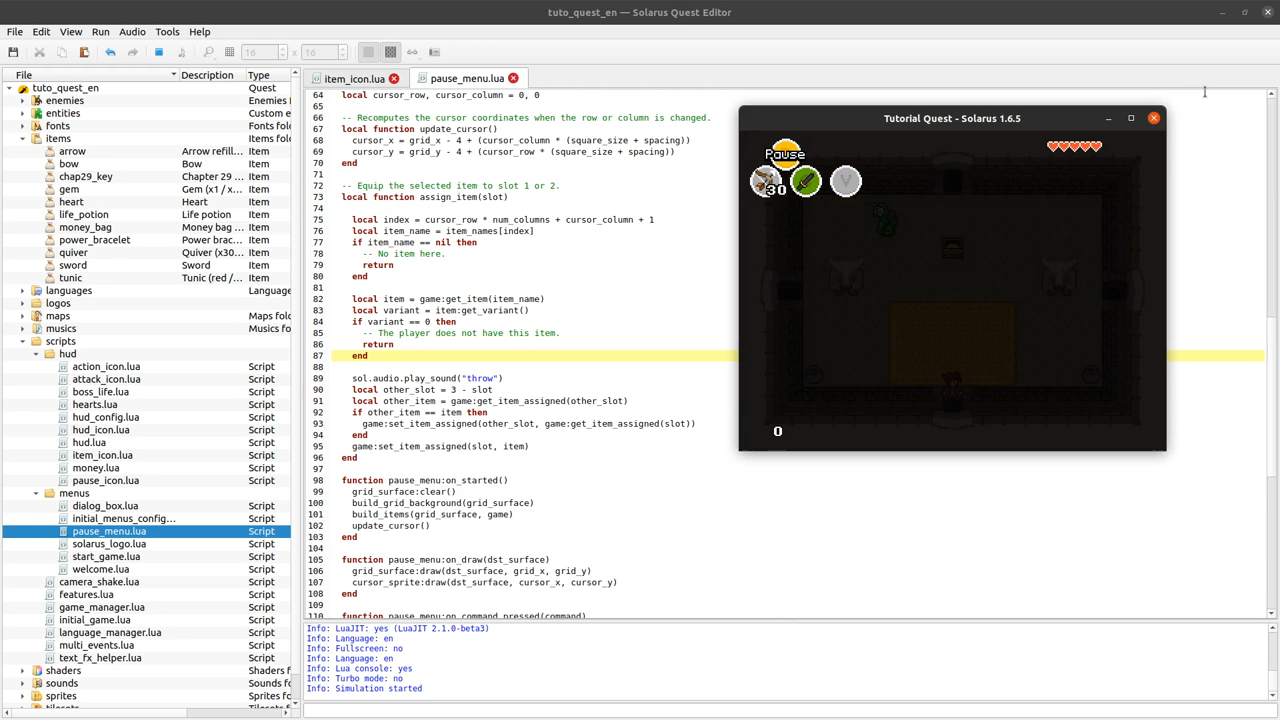 tuto_quest_en — Solarus Quest Editor
File Edit View Run Audio Tools Help
16 x 16
File Description Type
tuto_quest_en Quest
enemies Enemies f
entities Custom e
fonts Fonts folde
items Items fold
arrow Arrow refill... Item
bow Bow Item
chap29_key Chapter 29 ... Item
gem Gem (x1 / x... Item
heart Heart Item
life_potion Life potion Item
money_bag Money bag ... Item
power_bracelet Power brac... Item
quiver Quiver (x30... Item
sword Sword Item
tunic Tunic (red /... Item
languages Language
logos Folder
maps Maps folde
musics Musics fold
scripts Folder
hud Folder
action_icon.lua Script
attack_icon.lua Script
boss_life.lua Script
hearts.lua Script
hud_config.lua Script
hud_icon.lua Script
hud.lua Script
item_icon.lua Script
money.lua Script
pause_icon.lua Script
menus Folder
dialog_box.lua Script
initial_menus_config... Script
pause_menu.lua Script
solarus_logo.lua Script
start_game.lua Script
welcome.lua Script
camera_shake.lua Script
features.lua Script
game_manager.lua Script
initial_game.lua Script
language_manager.lua Script
multi_events.lua Script
text_fx_helper.lua Script
shaders Shaders f
sounds Sounds fol
sprites Sprites fol
item_icon.lua pause_menu.lua
64 local cursor_row, cursor_column = 0, 0
65
66 -- Recomputes the cursor coordinates when the row or column is changed.
67 local function update_cursor()
68 cursor_x = grid_x - 4 + (cursor_column * (square_size + spacing))
69 cursor_y = grid_y - 4 + (cursor_row * (square_size + spacing))
70 end
71
72 -- Equip the selected item to slot 1 or 2.
73 local function assign_item(slot)
74
75 local index = cursor_row * num_columns + cursor_column + 1
76 local item_name = item_names[index]
77 if item_name == nil then
78 -- No item here.
79 return
80 end
81
82 local item = game:get_item(item_name)
83 local variant = item:get_variant()
84 if variant == 0 then
85 -- The player does not have this item.
86 return
87 end
88
89 sol.audio.play_sound("throw")
90 local other_slot = 3 - slot
91 local other_item = game:get_item_assigned(other_slot)
92 if other_item == item then
93 game:set_item_assigned(other_slot, game:get_item_assigned(slot))
94 end
95 game:set_item_assigned(slot, item)
96 end
97
98 function pause_menu:on_started()
99 grid_surface:clear()
100 build_grid_background(grid_surface)
101 build_items(grid_surface, game)
102 update_cursor()
103 end
104
105 function pause_menu:on_draw(dst_surface)
106 grid_surface:draw(dst_surface, grid_x, grid_y)
107 cursor_sprite:draw(dst_surface, cursor_x, cursor_y)
108 end
109
110 function pause_menu:on_command_pressed(command)
Tutorial Quest - Solarus 1.6.5
Pause
30
V
0
Info: LuaJIT: yes (LuaJIT 2.1.0-beta3)
Info: Language: en
Info: Fullscreen: no
Info: Language: en
Info: Lua console: yes
Info: Turbo mode: no
Info: Simulation started